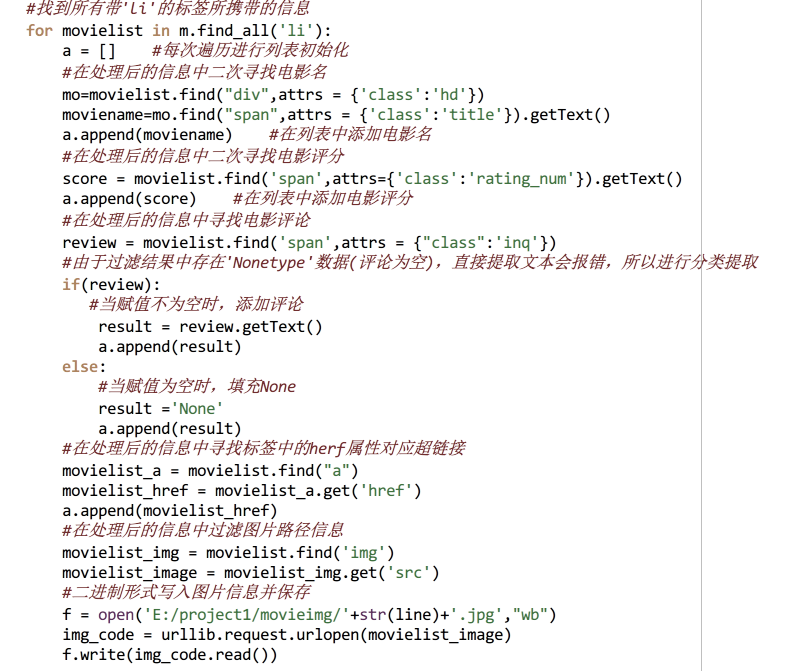 #找到所有带'li'的标签所携带的信息
for movielist in m.find_all('li'):
    a = []    #每次遍历进行列表初始化
    #在处理后的信息中二次寻找电影名
    mo=movielist.find("div",attrs = {'class':'hd'})
    moviename=mo.find("span",attrs = {'class':'title'}).getText()
    a.append(moviename)    #在列表中添加电影名
    #在处理后的信息中二次寻找电影评分
    score = movielist.find('span',attrs={'class':'rating_num'}).getText()
    a.append(score)    #在列表中添加电影评分
    #在处理后的信息中寻找电影评论
    review = movielist.find('span',attrs = {"class":'inq'})
    #由于过滤结果中存在'Nonetype'数据(评论为空)，直接提取文本会报错，所以进行分类提取
    if(review):
       #当赋值不为空时，添加评论
        result = review.getText()
        a.append(result)
    else:
        #当赋值为空时，填充None
        result ='None'
        a.append(result)
    #在处理后的信息中寻找标签中的herf属性对应超链接
    movielist_a = movielist.find("a")
    movielist_href = movielist_a.get('href')
    a.append(movielist_href)
    #在处理后的信息中过滤图片路径信息
    movielist_img = movielist.find('img')
    movielist_image = movielist_img.get('src')
    #二进制形式写入图片信息并保存
    f = open('E:/project1/movieimg/'+str(line)+'.jpg',"wb")
    img_code = urllib.request.urlopen(movielist_image)
    f.write(img_code.read())